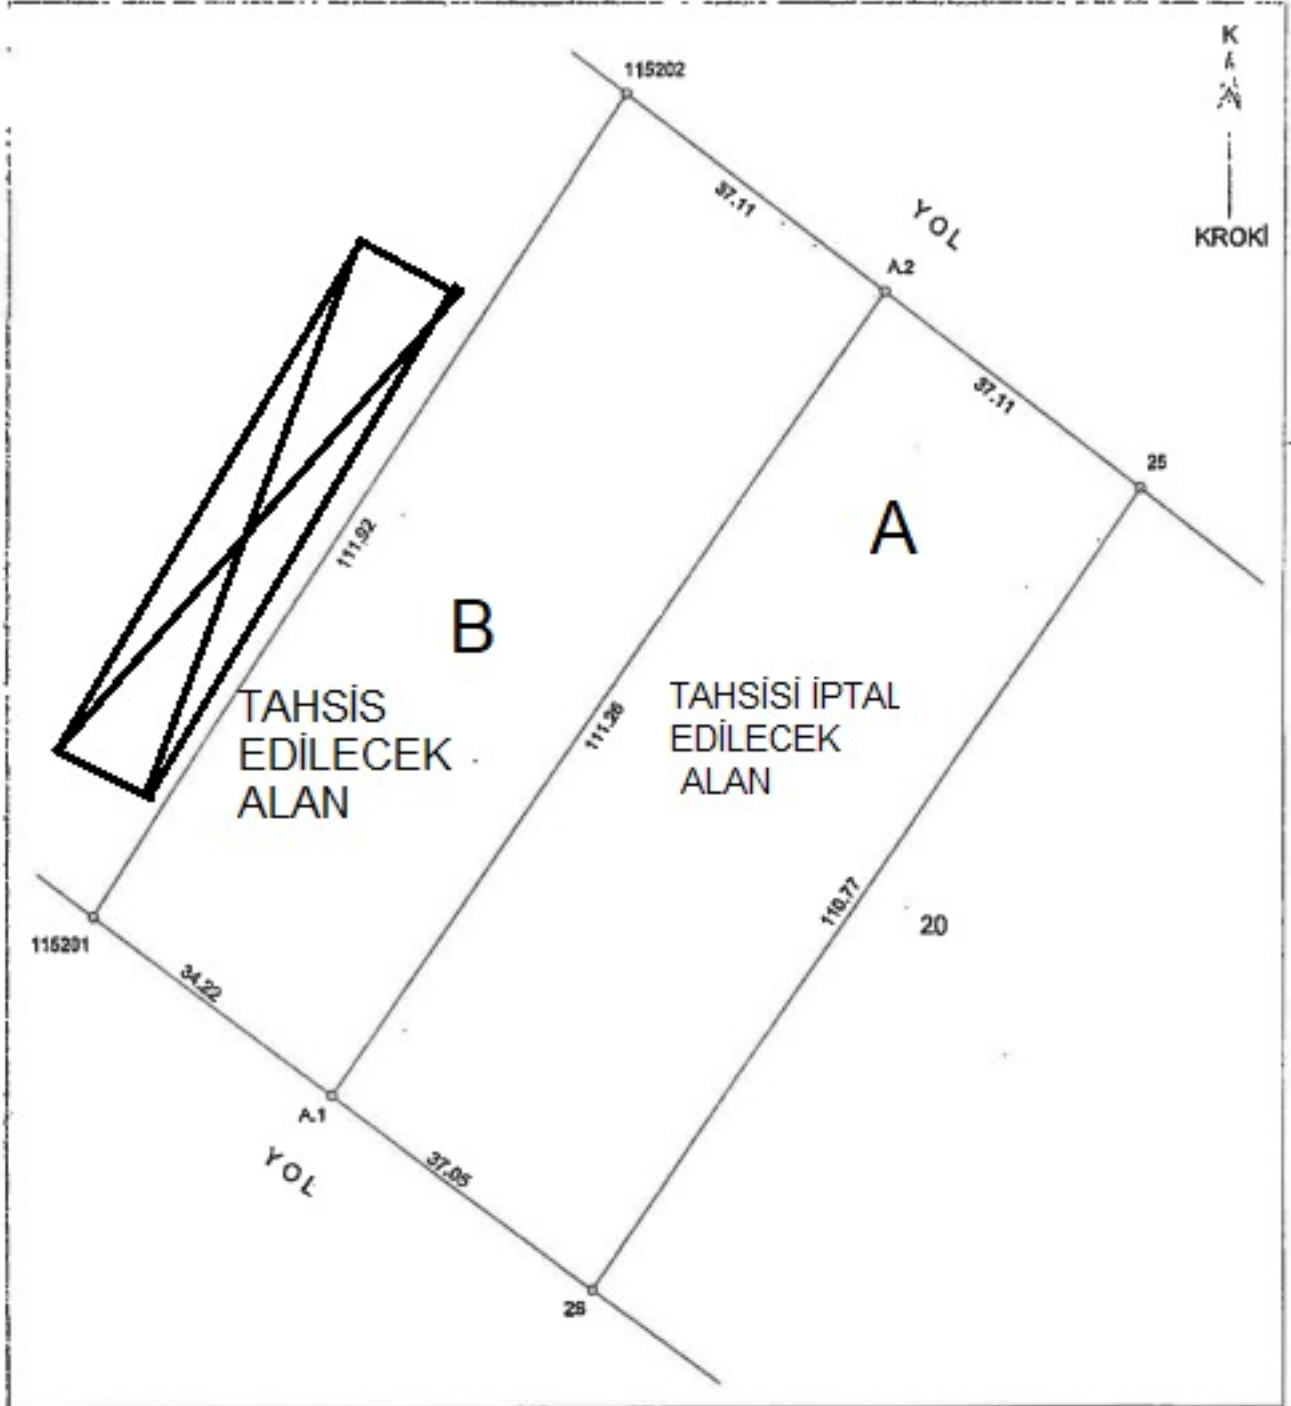 115202
K
37.11
YOL
KROKİ
A.2
37.11
25
A
111.92
B
TAHSİS
EDİLECEK
ALAN
111.26
TAHSİSİ İPTAL
EDİLECEK
ALAN
110.77
20
115201
34.22
A.1
YOL
37.05